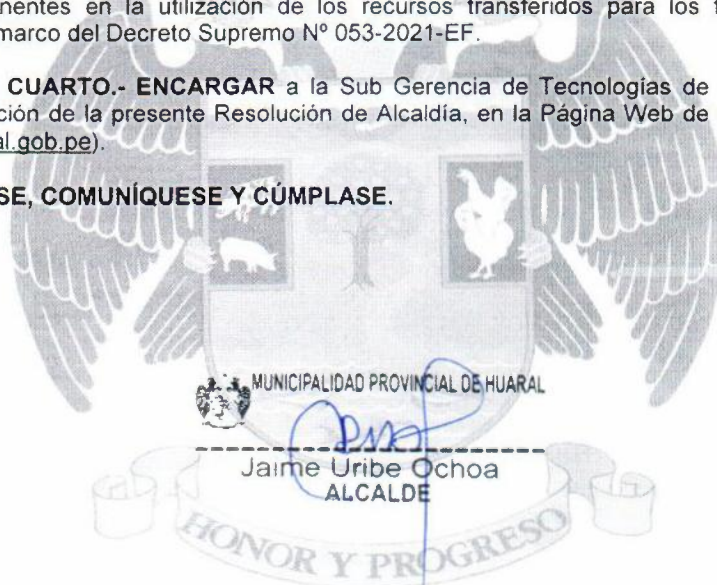 nentes en la utilización de los recursos transferidos para los
marco del Decreto Supremo Nº 053-2021-EF.
CUARTO.- ENCARGAR a la Sub Gerencia de Tecnologías de
ción de la presente Resolución de Alcaldía, en la Página Web de
al.gob.pe).
SE, COMUNÍQUESE Y CÚMPLASE.
MUNICIPALIDAD PROVINCIAL DE HUARAL
Jaime Uribe Ochoa
ALCALDE
HONOR Y PROGRESO